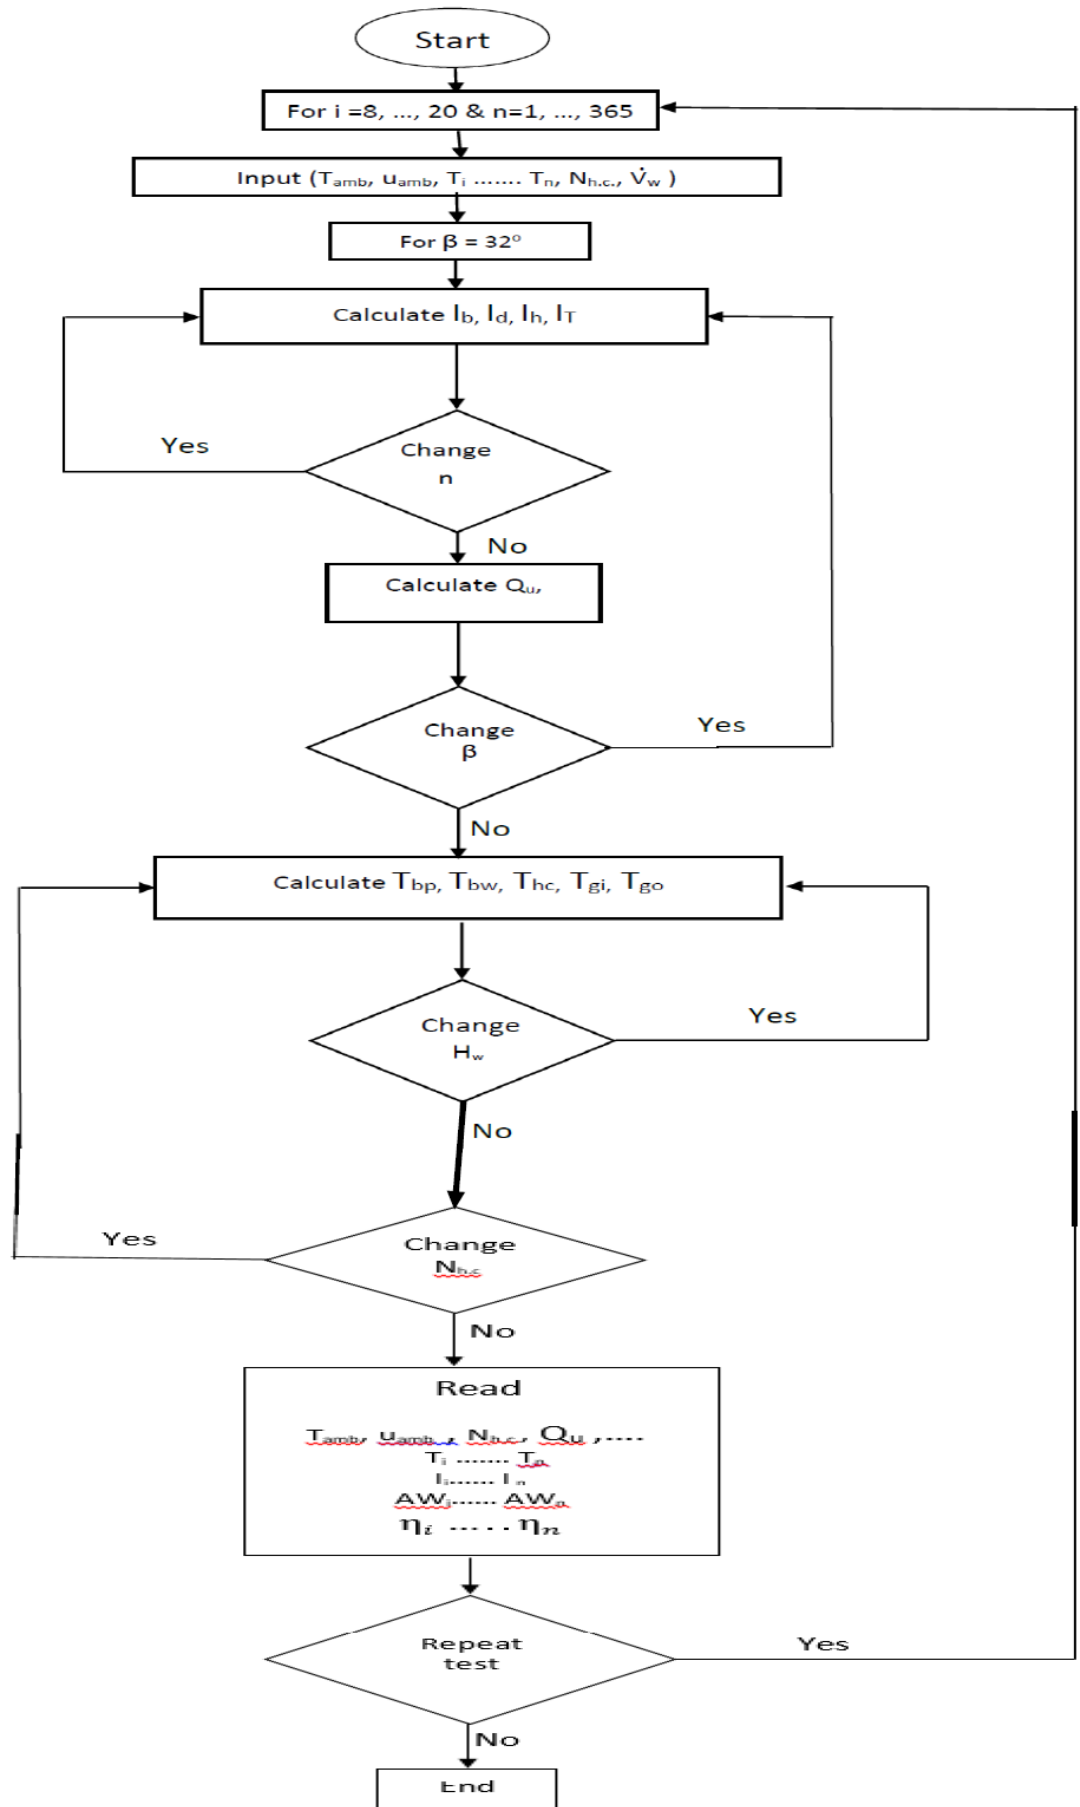 Start
For i =8, ..., 20 & n=1, ..., 365
Input (Tamb, uamb, Ti ....... Tn, Nh.c., V̇w )
For β = 32°
Calculate Ib, Id, Ih, IT
Change
n
Yes
No
Calculate Qu,
Change
β
Yes
No
Calculate Tbp, Tbw, Thc, Tgi, Tgo
Change
Hw
Yes
No
Change
Nh.c
Yes
No
Read
Tamb, uamb , Nh.c., Qu ,....
Ti ....... Tn
Ii...... In
AWi...... AWn
ηi ..... ηn
Repeat
test
Yes
No
End